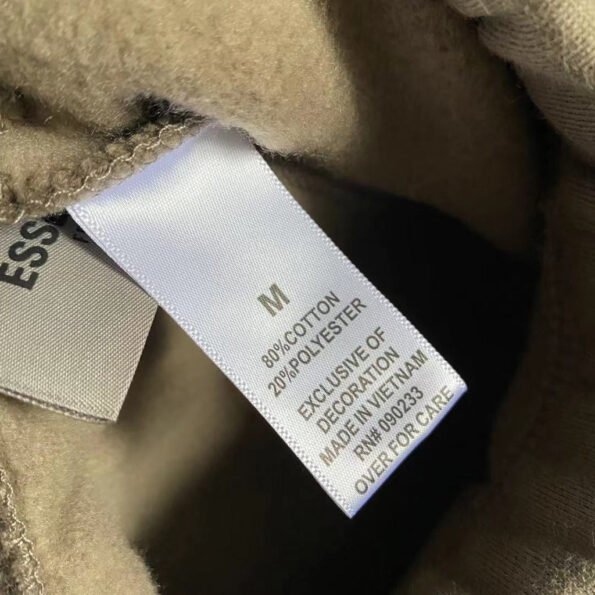 ESS
M
80%COTTON
20%POLYESTER
EXCLUSIVE OF
DECORATION
MADE IN VIETNAM
RN# 090233
OVER FOR CARE